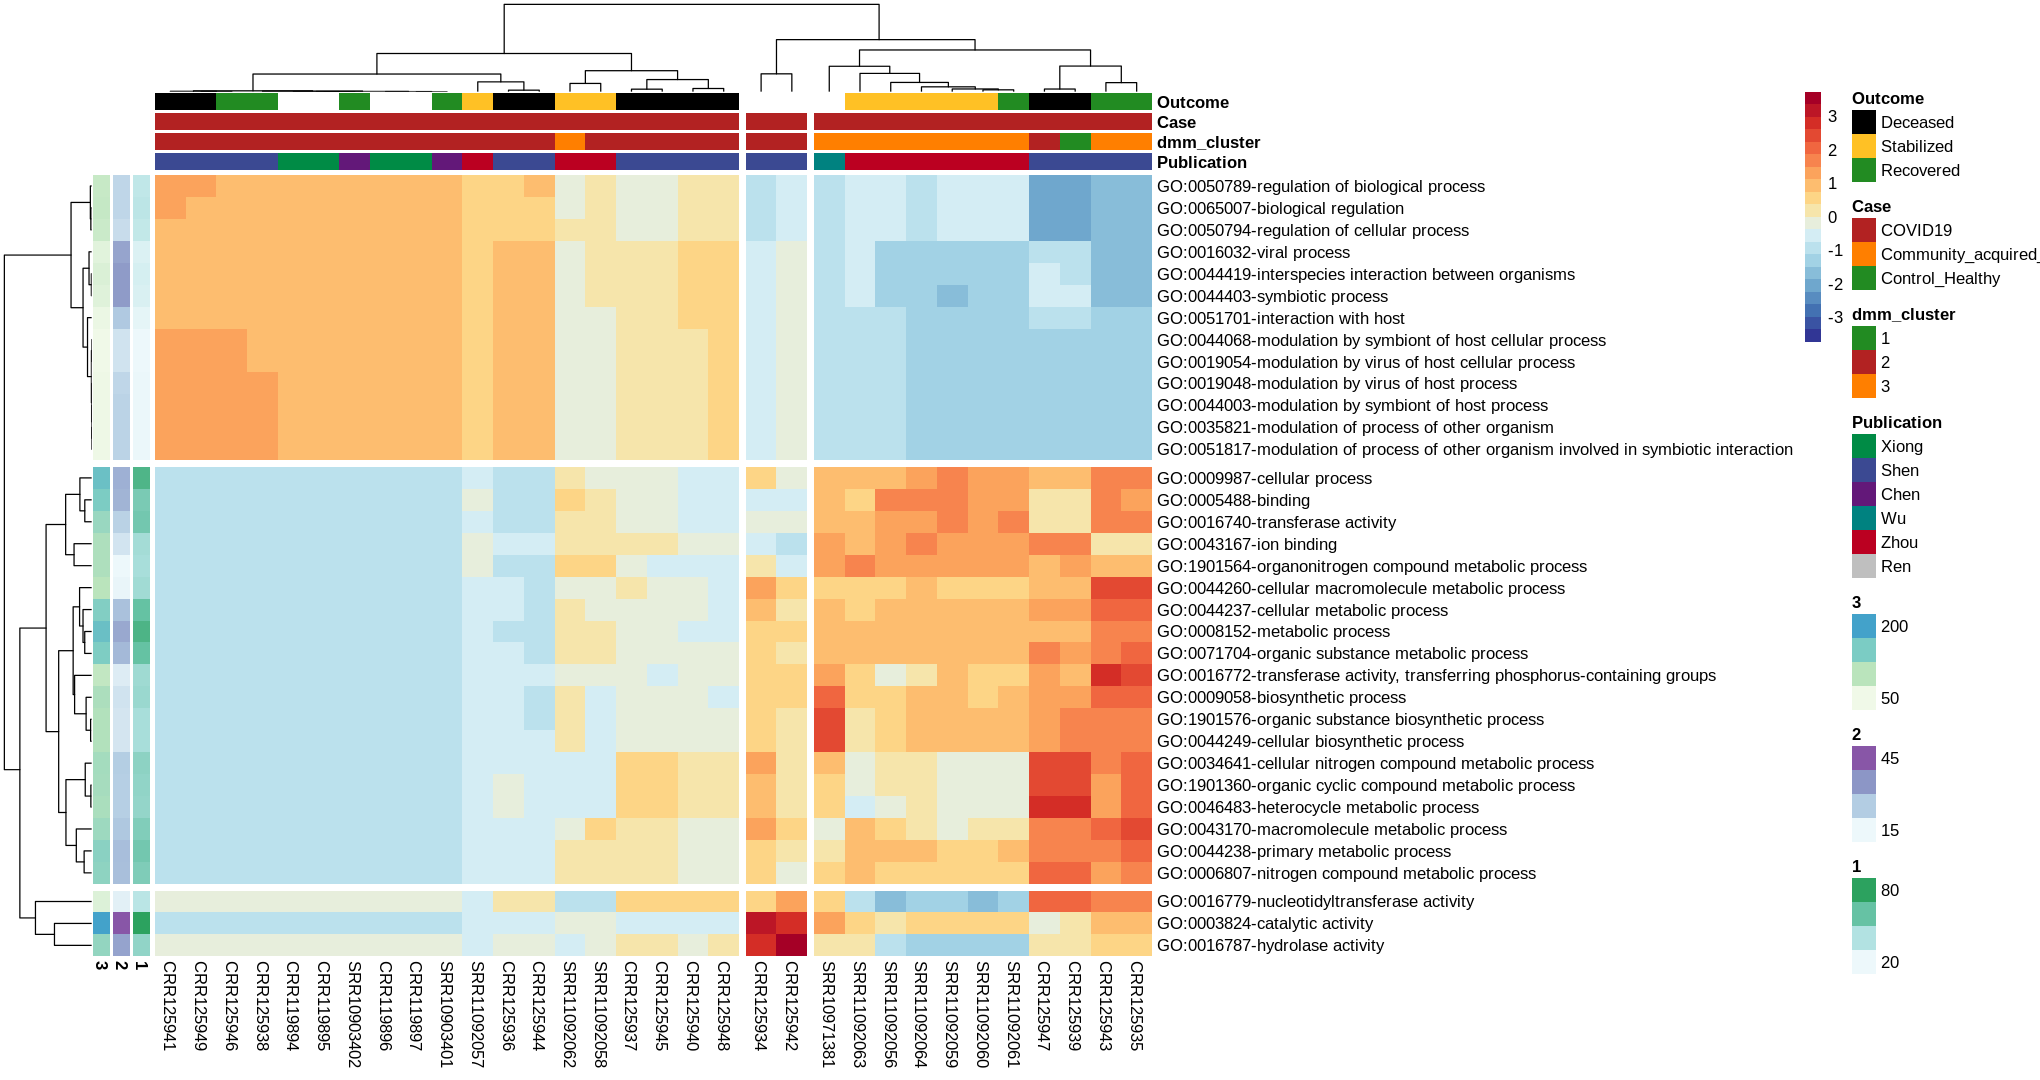 Outcome
Case
dmm_cluster
Publication
GO:0050789-regulation of biological process
GO:0065007-biological regulation
GO:0050794-regulation of cellular process
GO:0016032-viral process
GO:0044419-interspecies interaction between organisms
GO:0044403-symbiotic process
GO:0051701-interaction with host
GO:0044068-modulation by symbiont of host cellular process
GO:0019054-modulation by virus of host cellular process
GO:0019048-modulation by virus of host process
GO:0044003-modulation by symbiont of host process
GO:0035821-modulation of process of other organism
GO:0051817-modulation of process of other organism involved in symbiotic interaction
GO:0009987-cellular process
GO:0005488-binding
GO:0016740-transferase activity
GO:0043167-ion binding
GO:1901564-organonitrogen compound metabolic process
GO:0044260-cellular macromolecule metabolic process
GO:0044237-cellular metabolic process
GO:0008152-metabolic process
GO:0071704-organic substance metabolic process
GO:0016772-transferase activity, transferring phosphorus-containing groups
GO:0009058-biosynthetic process
GO:1901576-organic substance biosynthetic process
GO:0044249-cellular biosynthetic process
GO:0034641-cellular nitrogen compound metabolic process
GO:1901360-organic cyclic compound metabolic process
GO:0046483-heterocycle metabolic process
GO:0043170-macromolecule metabolic process
GO:0044238-primary metabolic process
GO:0006807-nitrogen compound metabolic process
GO:0016779-nucleotidyltransferase activity
GO:0003824-catalytic activity
GO:0016787-hydrolase activity
3
2
1
CRR125941
CRR125949
CRR125946
CRR125938
CRR119894
CRR119895
SRR10903402
CRR119896
CRR119897
SRR10903401
SRR11092057
CRR125936
CRR125944
SRR11092062
SRR11092058
CRR125937
CRR125945
CRR125940
CRR125948
CRR125934
CRR125942
SRR10971381
SRR11092063
SRR11092056
SRR11092064
SRR11092059
SRR11092060
SRR11092061
CRR125947
CRR125939
CRR125943
CRR125935
3
2
1
0
-1
-2
-3
Outcome
Deceased
Stabilized
Recovered
Case
COVID19
Community_acquired_
Control_Healthy
dmm_cluster
1
2
3
Publication
Xiong
Shen
Chen
Wu
Zhou
Ren
3
200
50
2
45
15
1
80
20